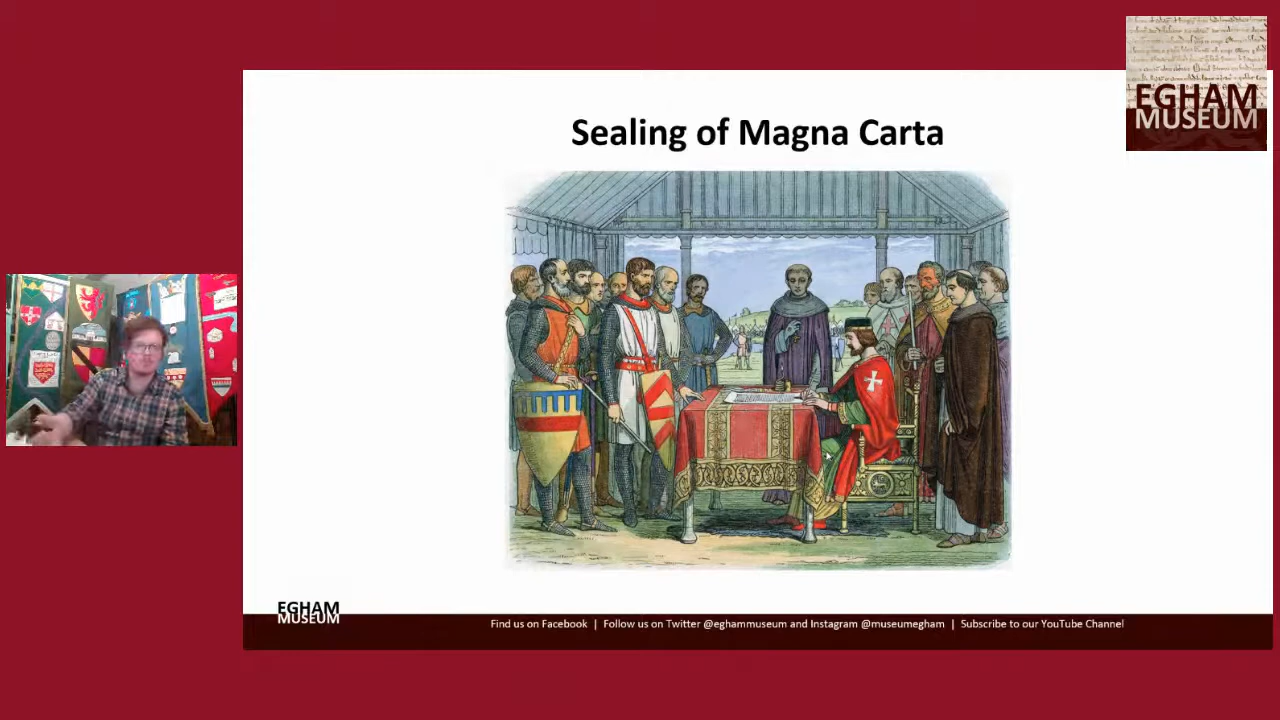 EGHAM
MUSEUM
Sealing of Magna Carta
EGHAM
MUSEUM
Find us on Facebook | Follow us on Twitter @eghammuseum and Instagram @museumegham | Subscribe to our YouTube Channel